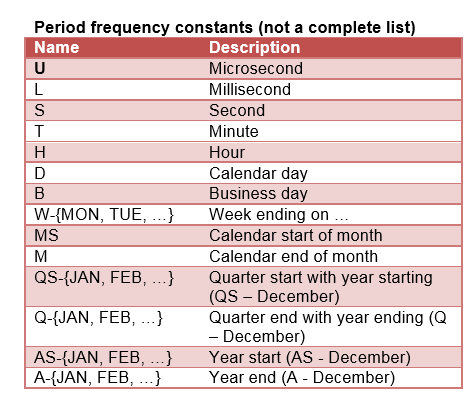 Period frequency constants (not a complete list)
Name Description
U Microsecond
L Millisecond
S Second
T Minute
H Hour
D Calendar day
B Business day
W-{MON, TUE, …} Week ending on …
MS Calendar start of month
M Calendar end of month
QS-{JAN, FEB, …} Quarter start with year starting
(QS – December)
Q-{JAN, FEB, …} Quarter end with year ending (Q
– December)
AS-{JAN, FEB, …} Year start (AS - December)
A-{JAN, FEB, …} Year end (A - December)